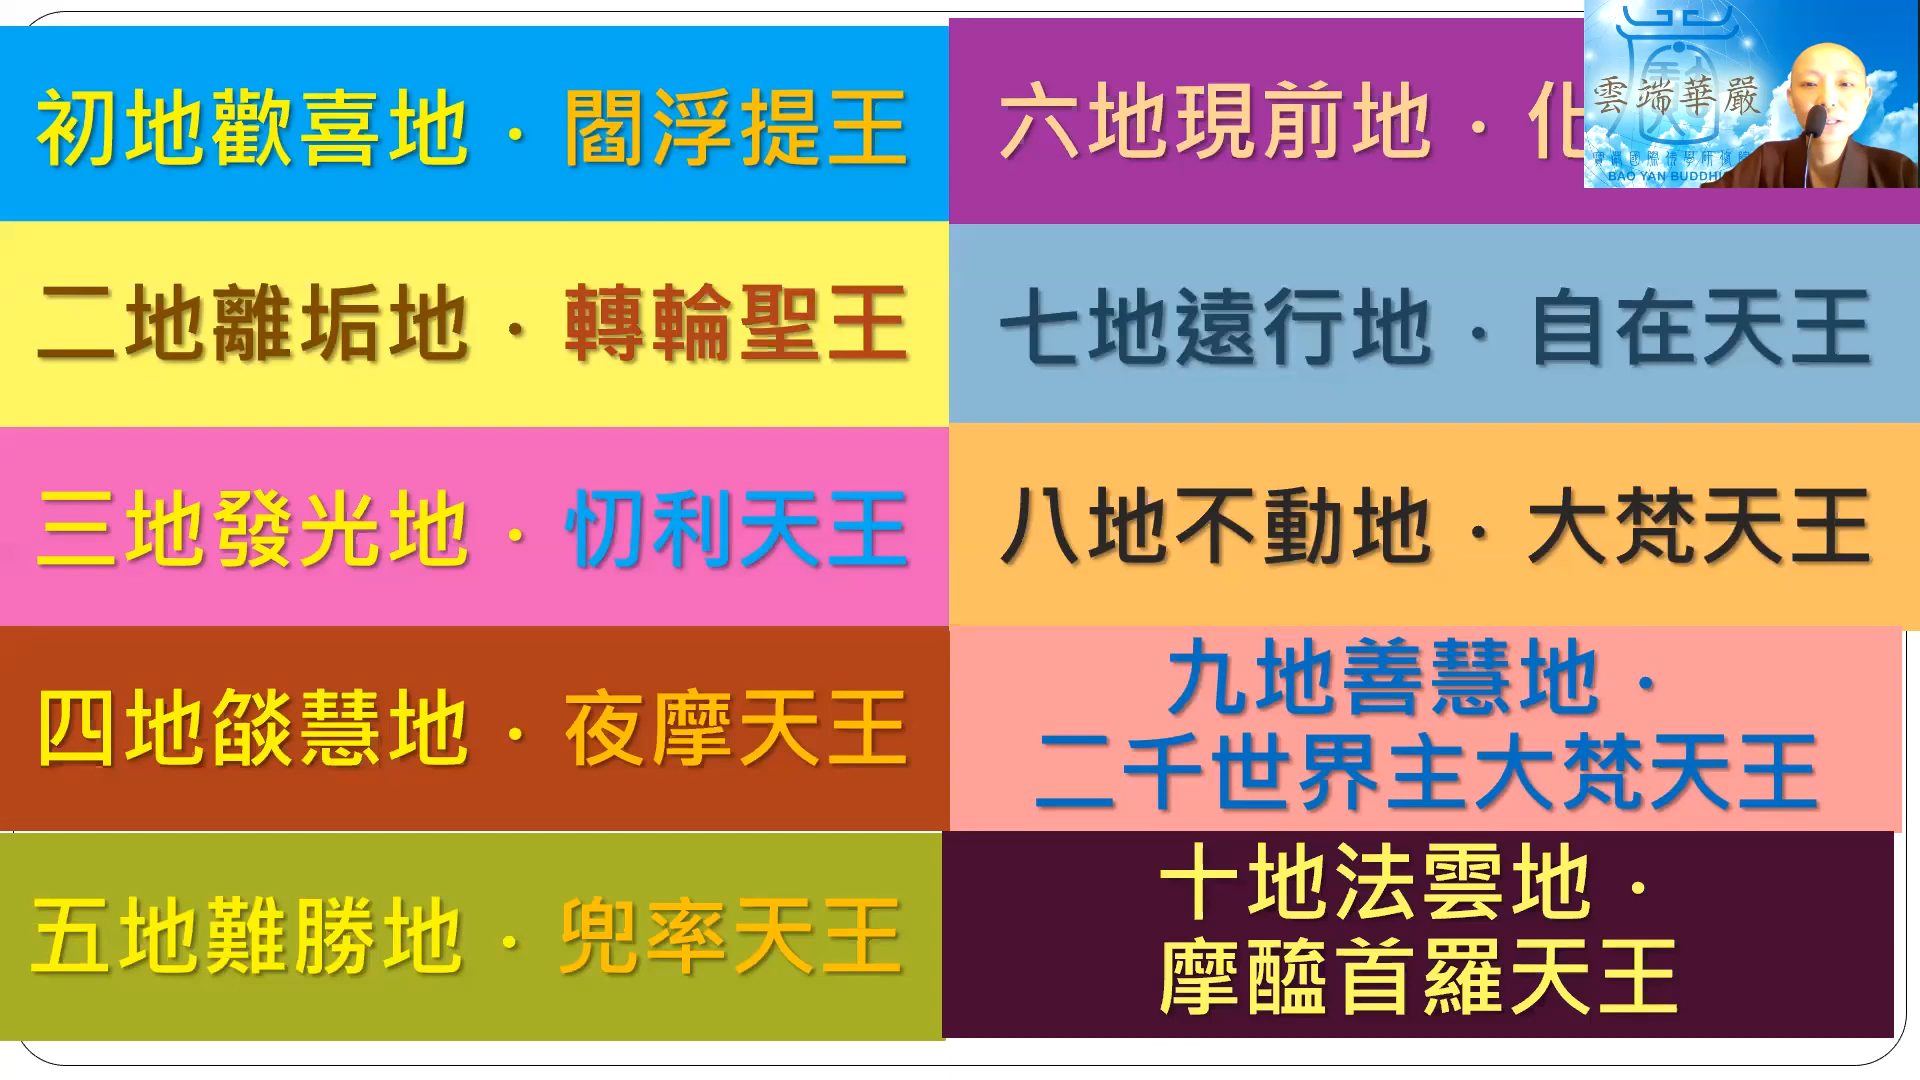 初地歡喜地．閻浮提王
二地離垢地．轉輪聖王
三地發光地．忉利天王
四地燄慧地．夜摩天王
五地難勝地．兜率天王
六地現前地．化
七地遠行地．自在天王
八地不動地．大梵天王
九地善慧地．
二千世界主大梵天王
十地法雲地．
摩醯首羅天王
雲端華嚴
BAO YAN BUDDHI